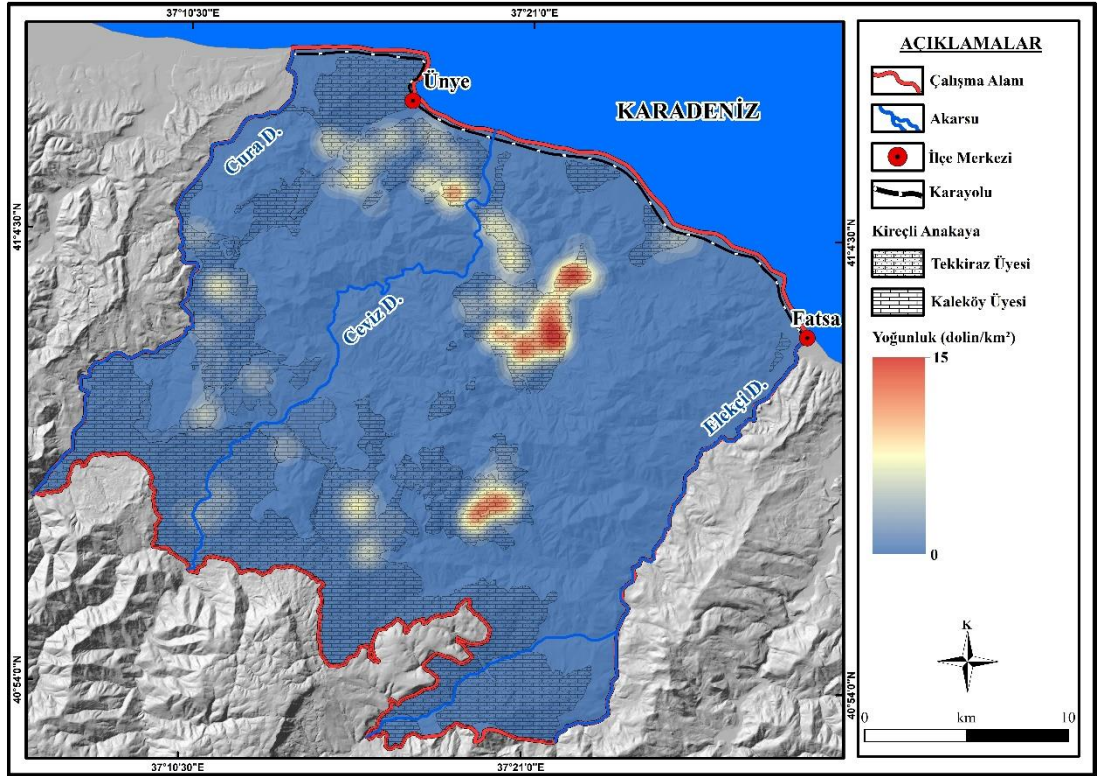 37°10'30"E
37°21'0"E
41°4'30"N
41°4'30"N
40°54'0"N
40°54'0"N
37°10'30"E
37°21'0"E
Ünye
KARADENİZ
Cura D.
Ceviz D.
Fatsa
Elekçi D.
AÇIKLAMALAR
Çalışma Alanı
Akarsu
İlçe Merkezi
Karayolu
Kireçli Anakaya
Tekkiraz Üyesi
Kaleköy Üyesi
Yoğunluk (dolin/km²)
15
0
K
0 km 10